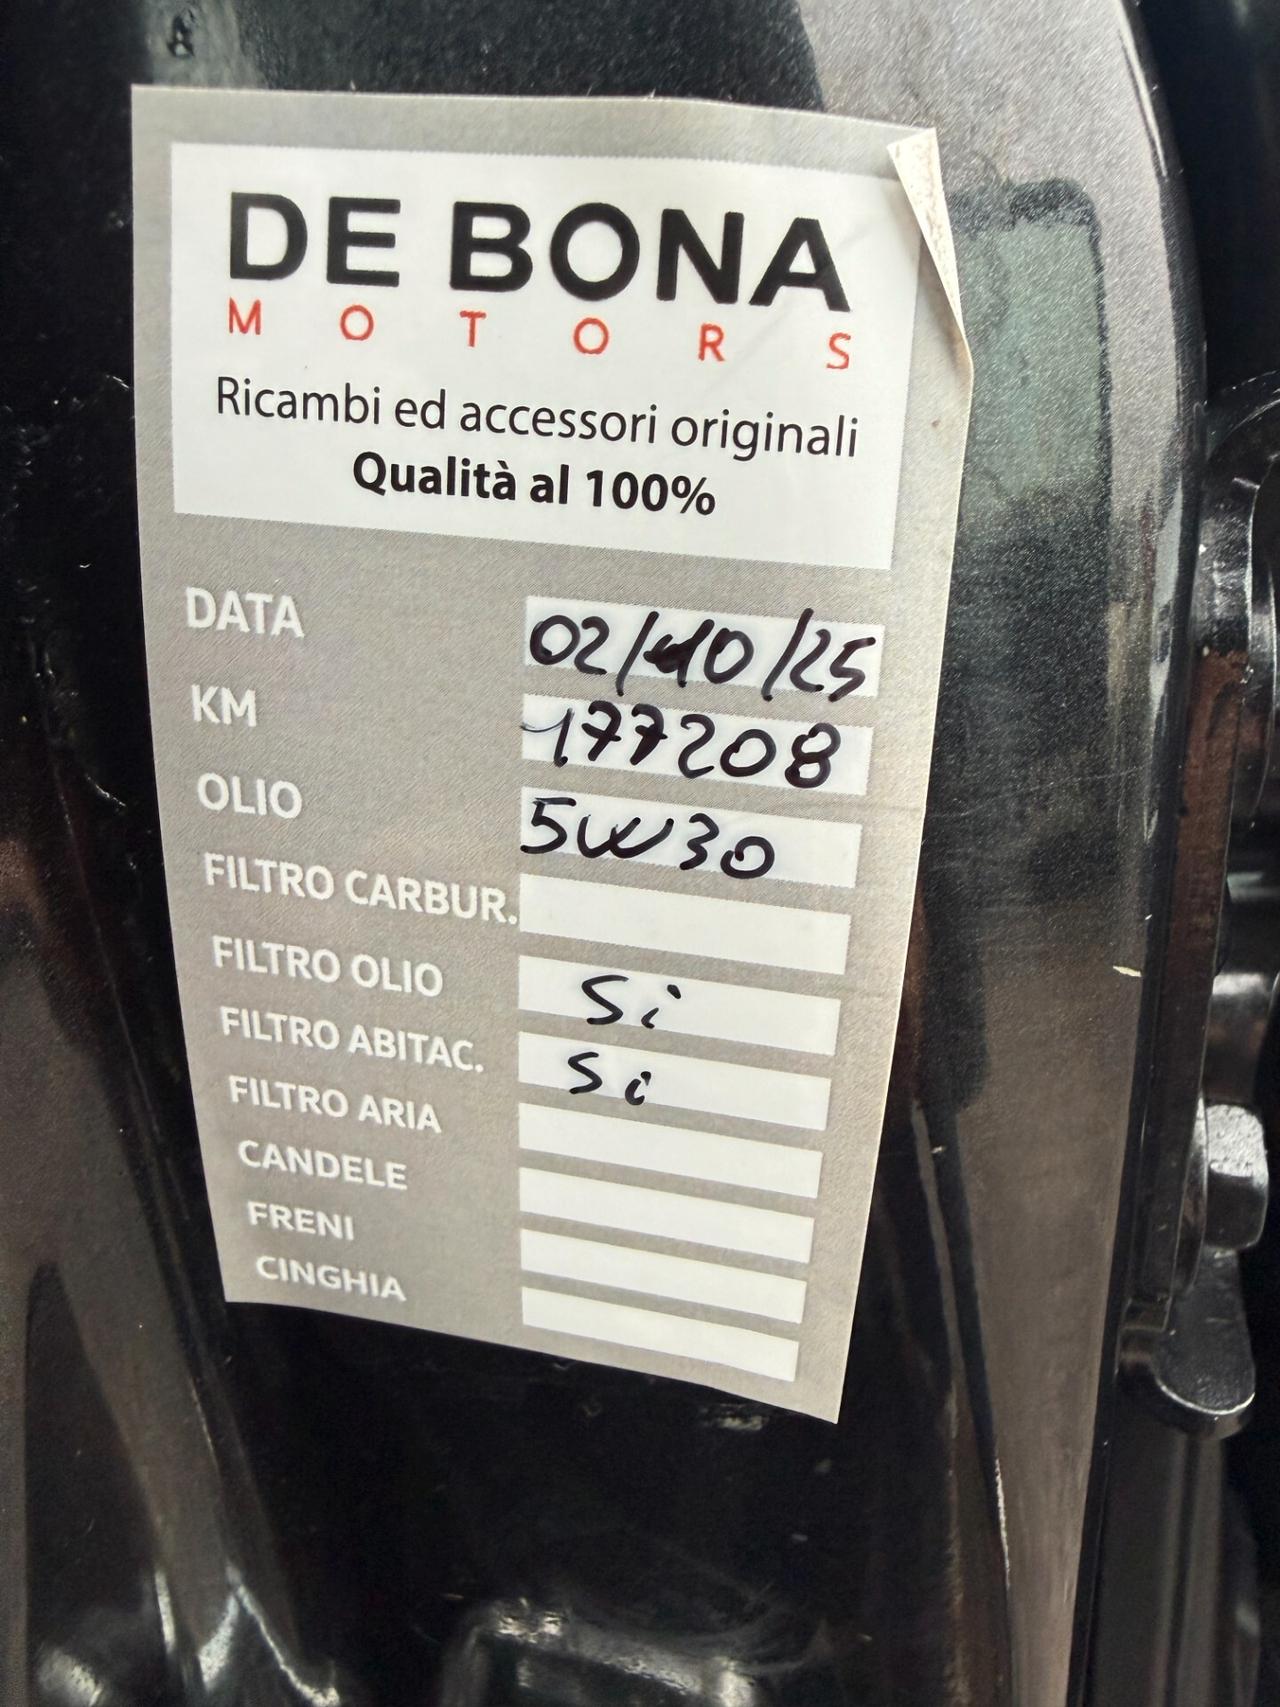 DE BONA
MOTORS
Ricambi ed accessori originali
Qualità al 100%
DATA 02/10/25
KM 177208
OLIO 5W30
FILTRO CARBUR.
FILTRO OLIO Si
FILTRO ABITAC. Si
FILTRO ARIA
CANDELE
FRENI
CINGHIA